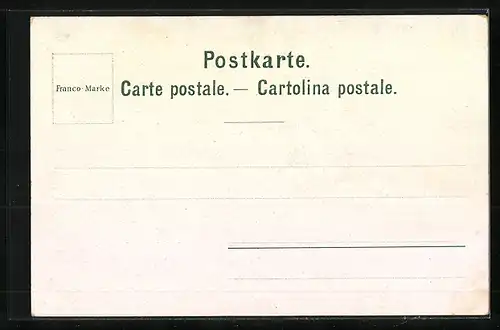 Postkarte.
Franco-Marke
Carte postale. — Cartolina postale.